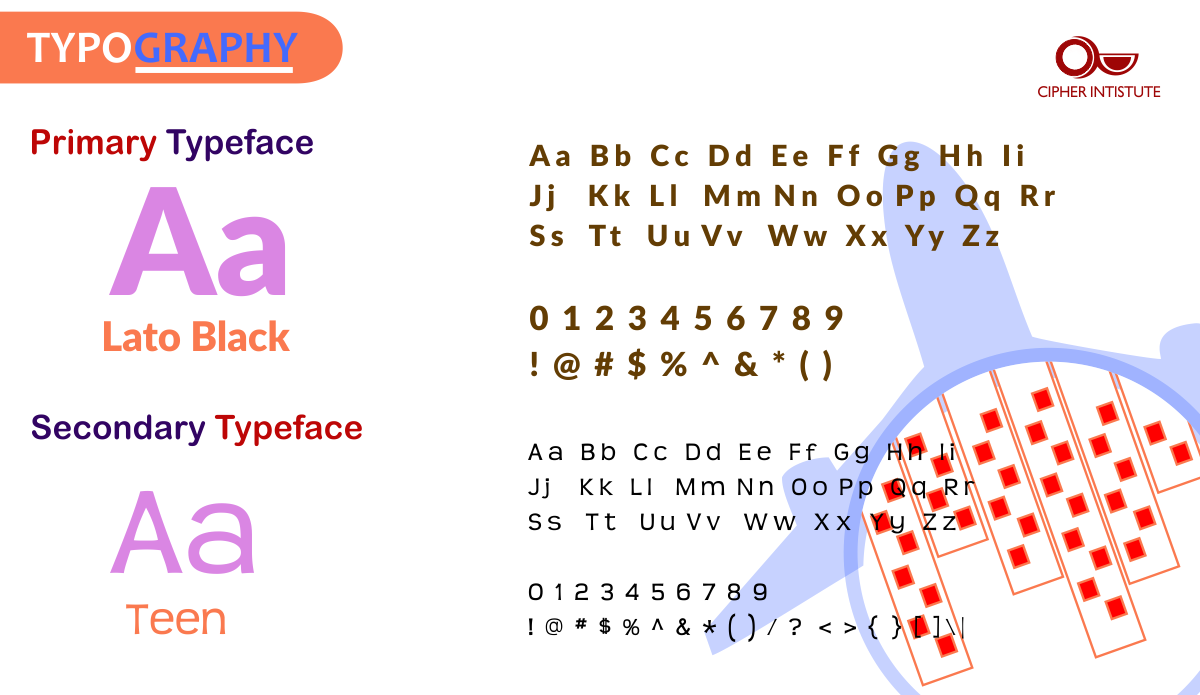 TYPOGRAPHY
CIPHER INTISTUTE
Primary Typeface
Aa
Lato Black
Aa Bb Cc Dd Ee Ff Gg Hh Ii
Jj Kk Ll Mm Nn Oo Pp Qq Rr
Ss Tt Uu Vv Ww Xx Yy Zz
0 1 2 3 4 5 6 7 8 9
! @ # $ % ^ & * ( )
Secondary Typeface
Aa
Teen
Aa Bb Cc Dd Ee Ff Gg Hh Ii
Jj Kk Ll Mm Nn Oo Pp Qq Rr
Ss Tt Uu Vv Ww Xx Yy Zz
0 1 2 3 4 5 6 7 8 9
! @ # $ % ^ & * ( ) / ? < > { } [ ] \ |